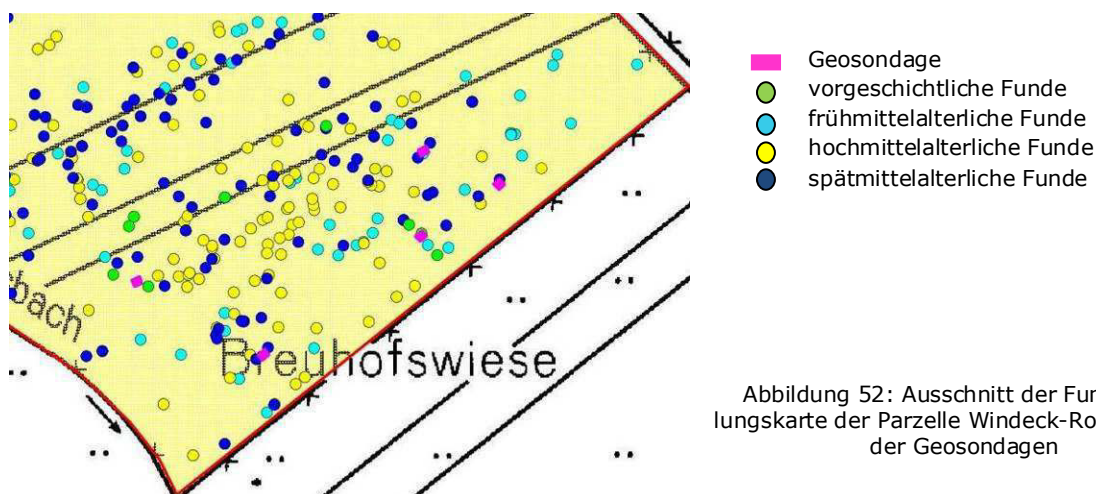 Geosondage
vorgeschichtliche Funde
frühmittelalterliche Funde
hochmittelalterliche Funde
spätmittelalterliche Funde
bach
Breuhofswiese
Abbildung 52: Ausschnitt der Fun
lungskarte der Parzelle Windeck-Ro
der Geosondagen